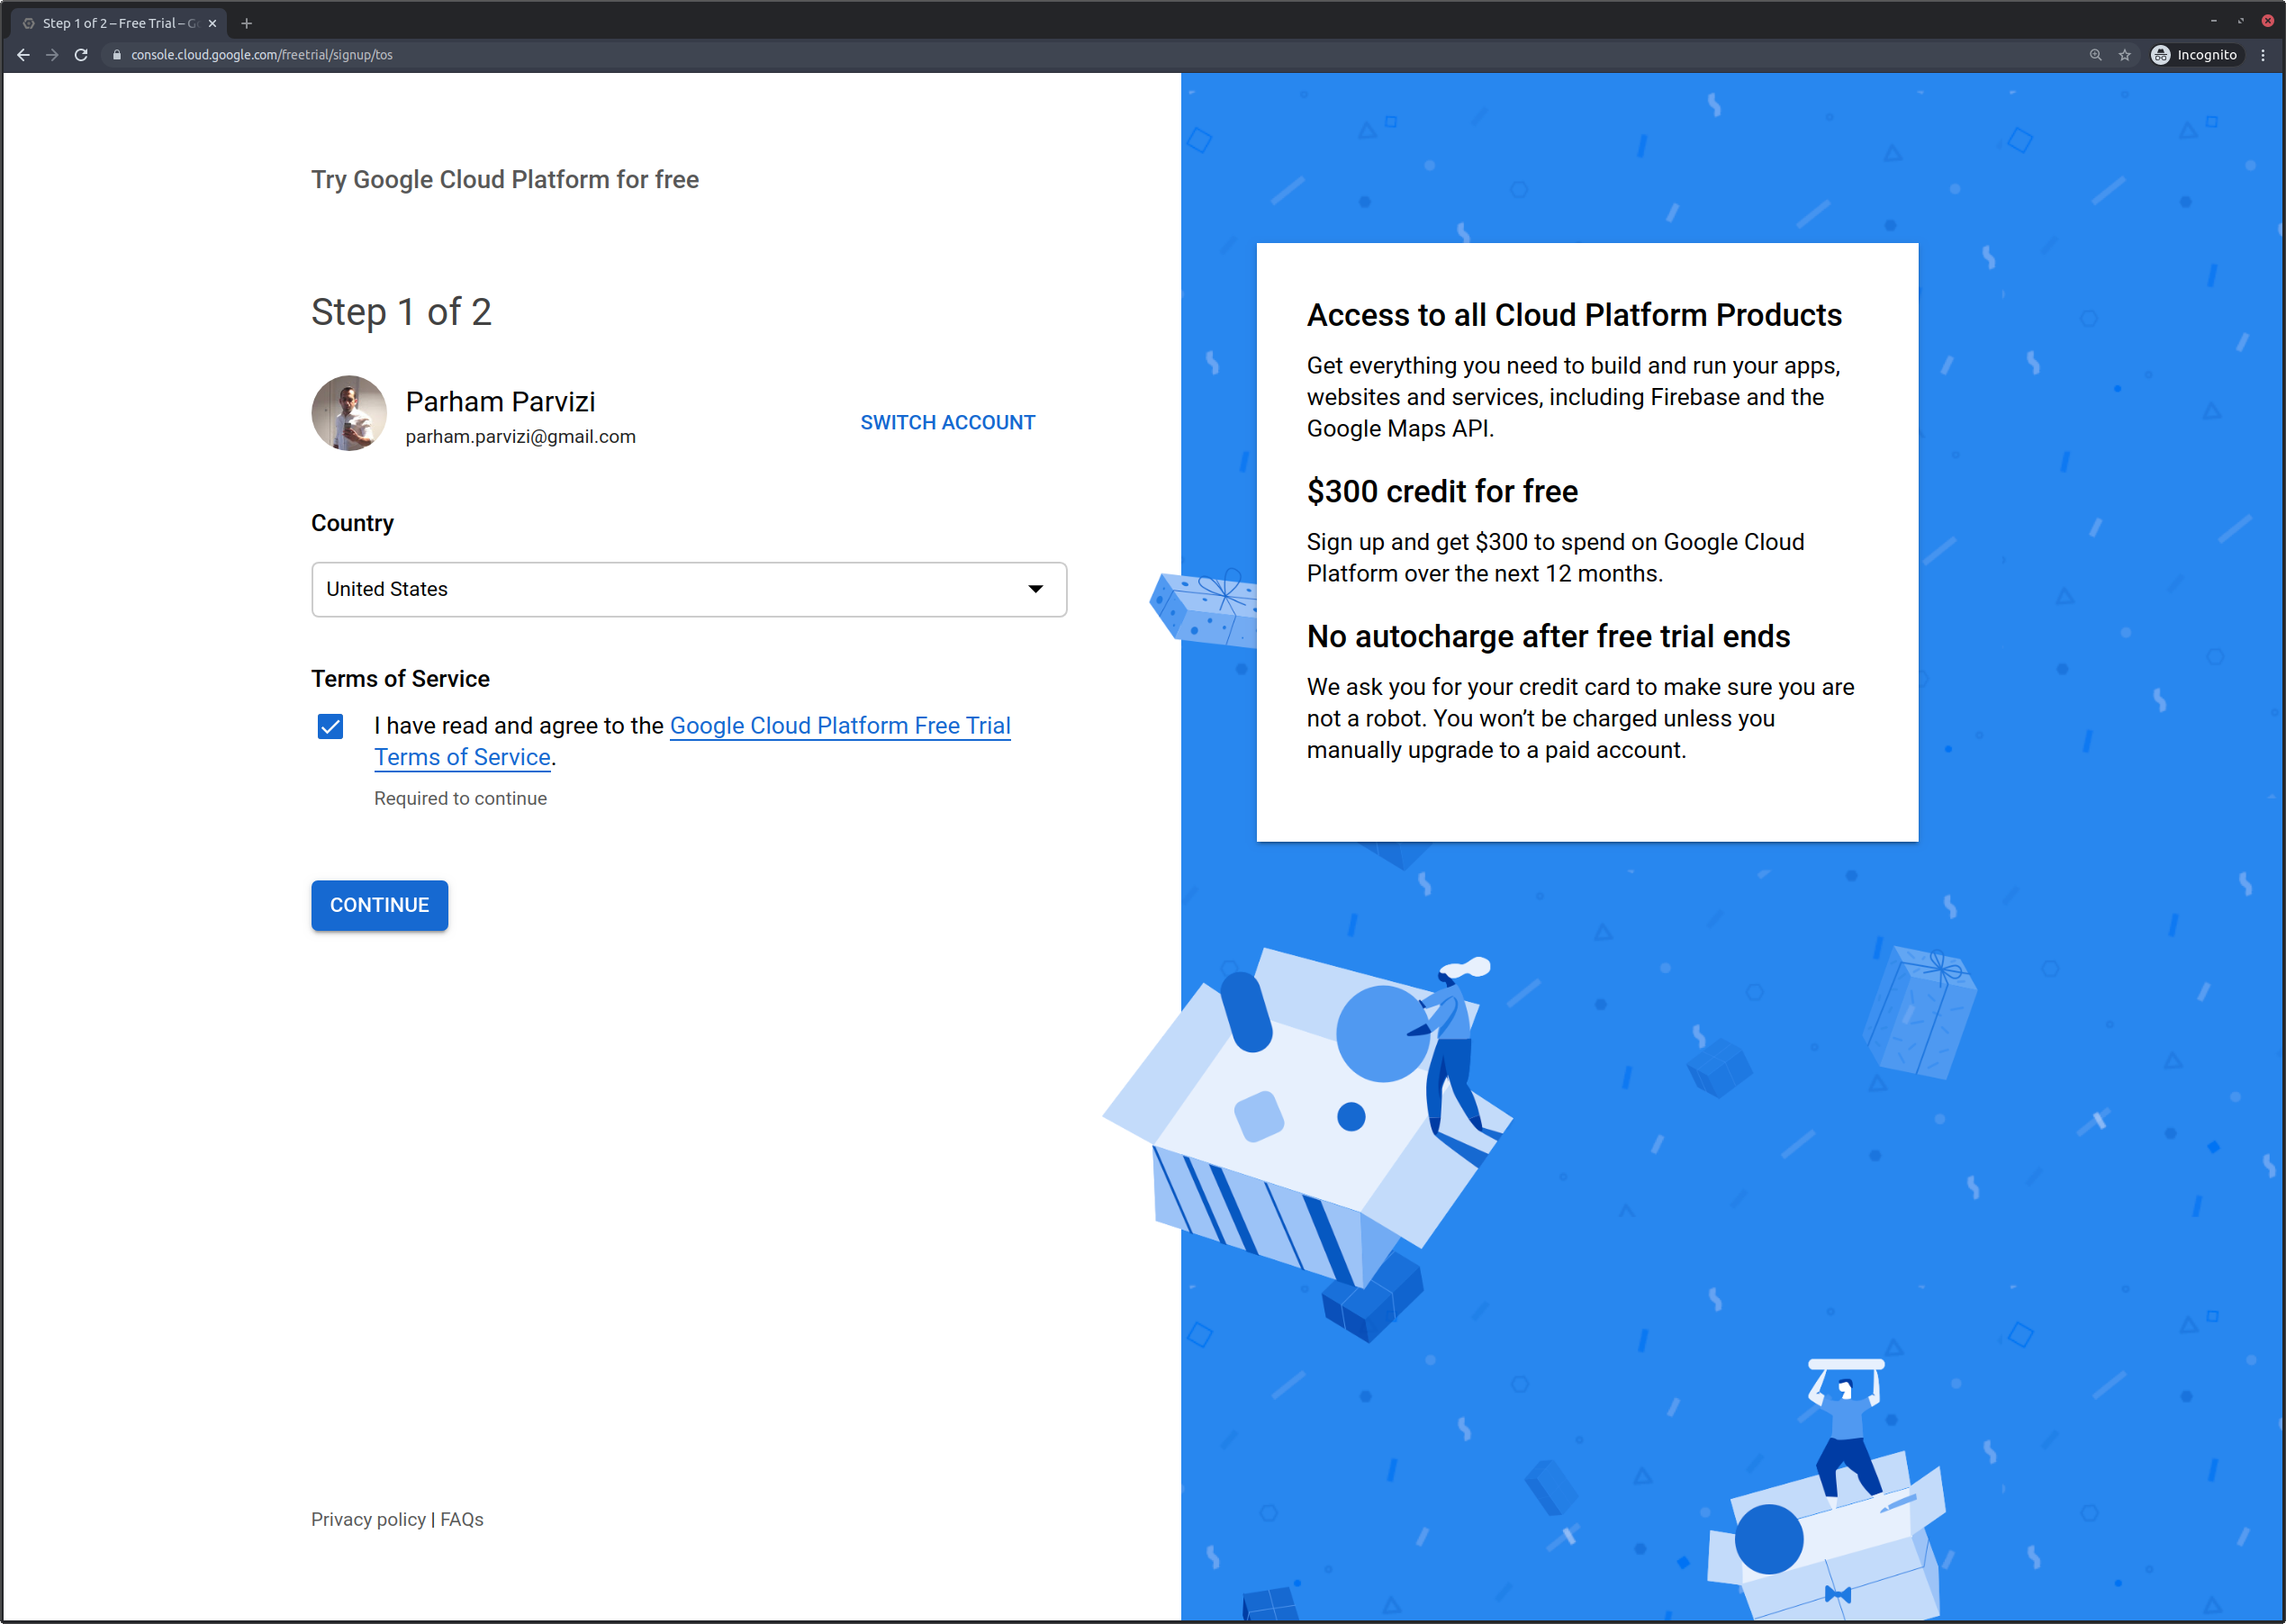 Step 1 of 2 – Free Trial – G
console.cloud.google.com/freetrial/signup/tos
Incognito
Try Google Cloud Platform for free
Step 1 of 2
Parham Parvizi
parham.parvizi@gmail.com
SWITCH ACCOUNT
Country
United States
Terms of Service
I have read and agree to the Google Cloud Platform Free Trial
Terms of Service.
Required to continue
CONTINUE
Privacy policy | FAQs
Access to all Cloud Platform Products
Get everything you need to build and run your apps,
websites and services, including Firebase and the
Google Maps API.
$300 credit for free
Sign up and get $300 to spend on Google Cloud
Platform over the next 12 months.
No autocharge after free trial ends
We ask you for your credit card to make sure you are
not a robot. You won’t be charged unless you
manually upgrade to a paid account.